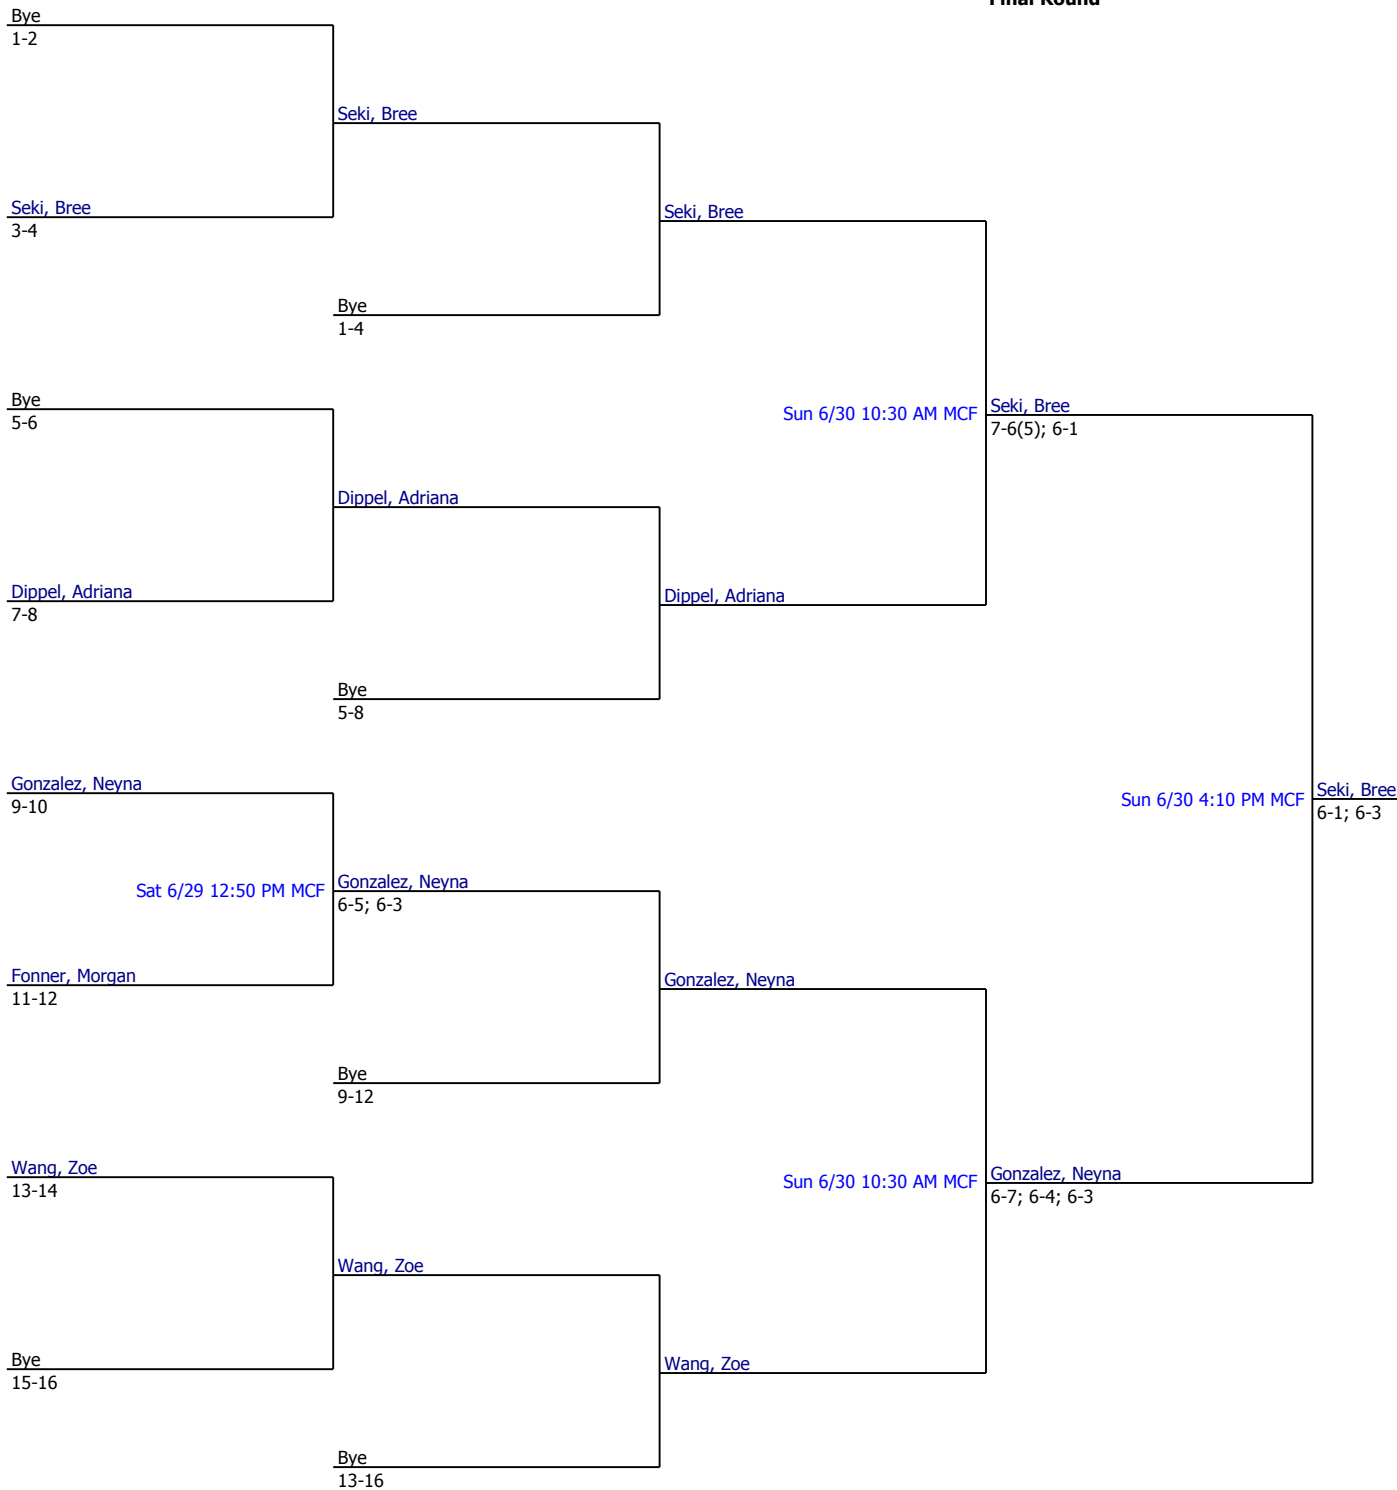 Final Round
Bye
1-2
Seki, Bree
Seki, Bree
3-4
Seki, Bree
Bye
1-4
Bye
5-6
Sun 6/30 10:30 AM MCF
Seki, Bree
7-6(5); 6-1
Dippel, Adriana
Dippel, Adriana
7-8
Dippel, Adriana
Bye
5-8
Gonzalez, Neyna
9-10
Sun 6/30 4:10 PM MCF
Seki, Bree
6-1; 6-3
Sat 6/29 12:50 PM MCF
Gonzalez, Neyna
6-5; 6-3
Fonner, Morgan
11-12
Gonzalez, Neyna
Bye
9-12
Wang, Zoe
13-14
Sun 6/30 10:30 AM MCF
Gonzalez, Neyna
6-7; 6-4; 6-3
Wang, Zoe
Bye
15-16
Wang, Zoe
Bye
13-16